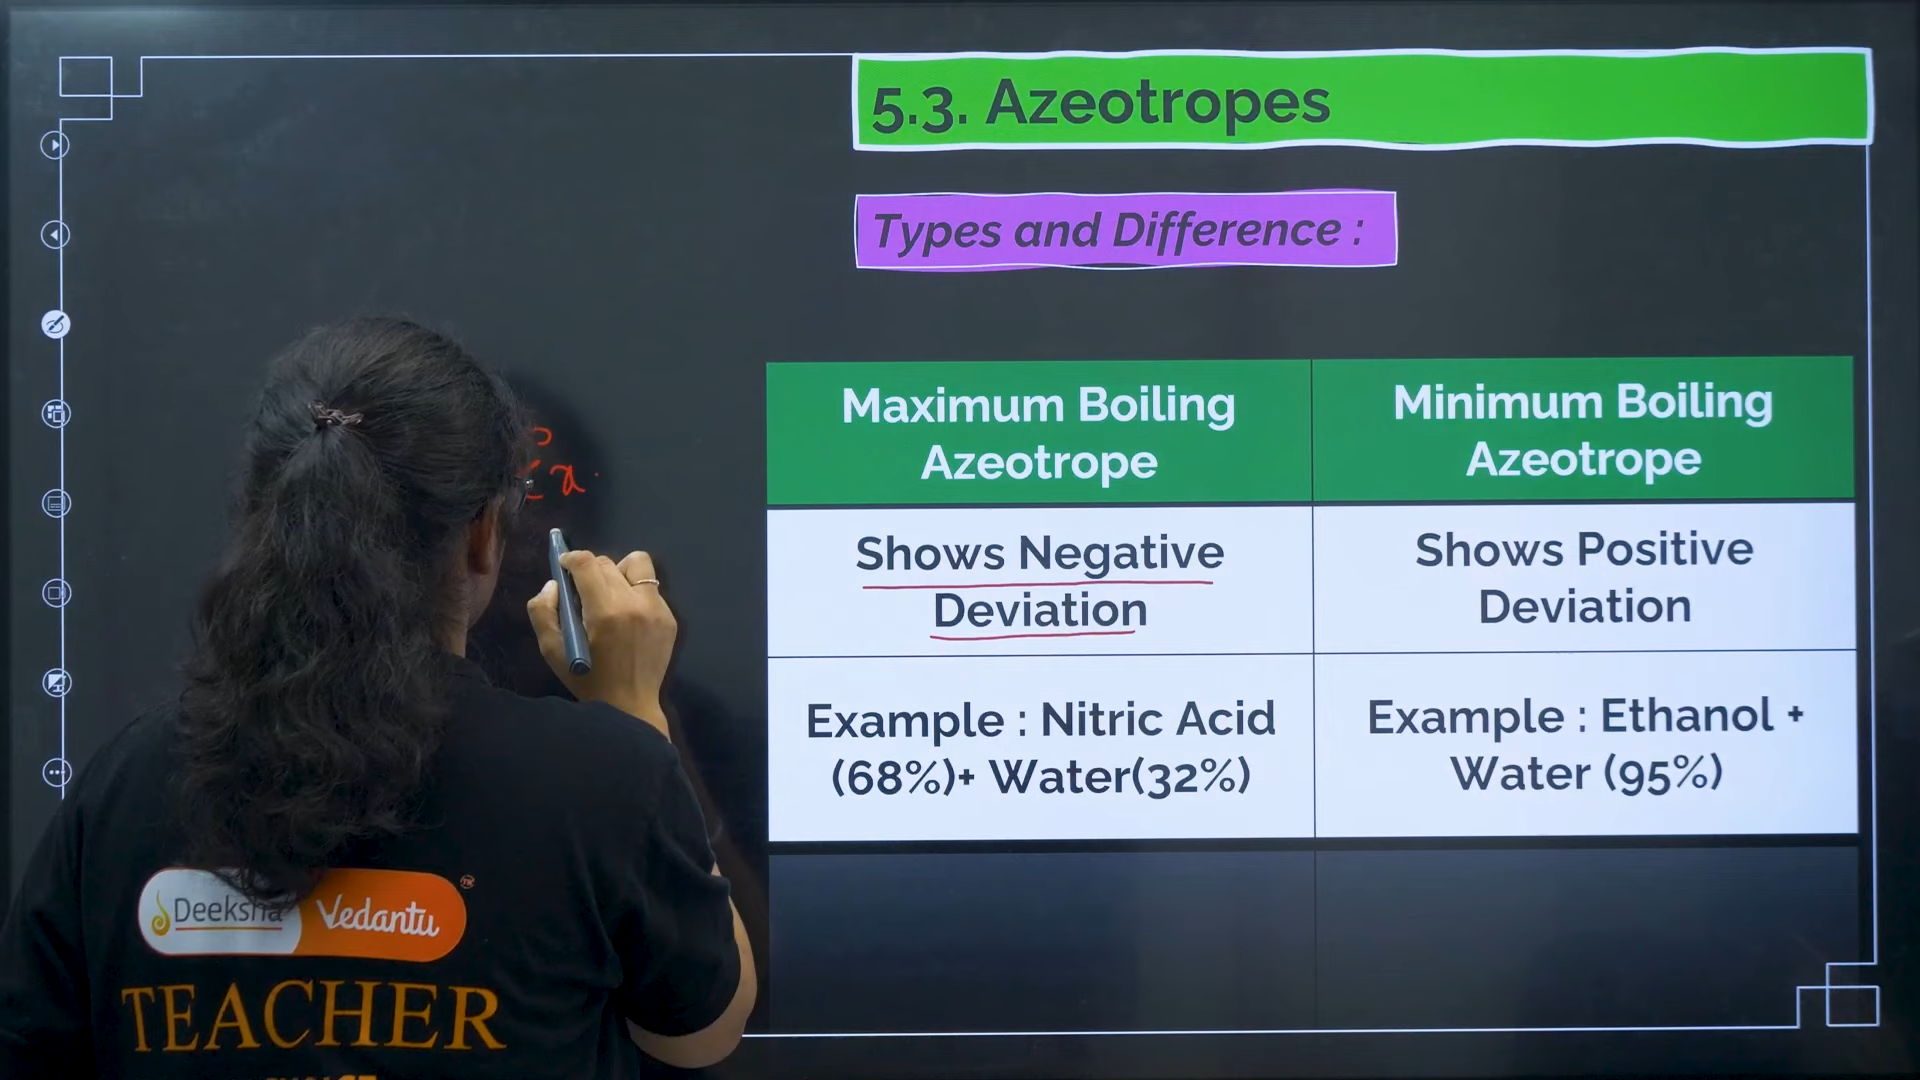 5.3. Azeotropes
Types and Difference :
Maximum Boiling
Azeotrope
Minimum Boiling
Azeotrope
Shows Negative
Deviation
Shows Positive
Deviation
Example : Nitric Acid
(68%)+ Water(32%)
Example : Ethanol +
Water (95%)
Deeksha Vedantu
TEACHER